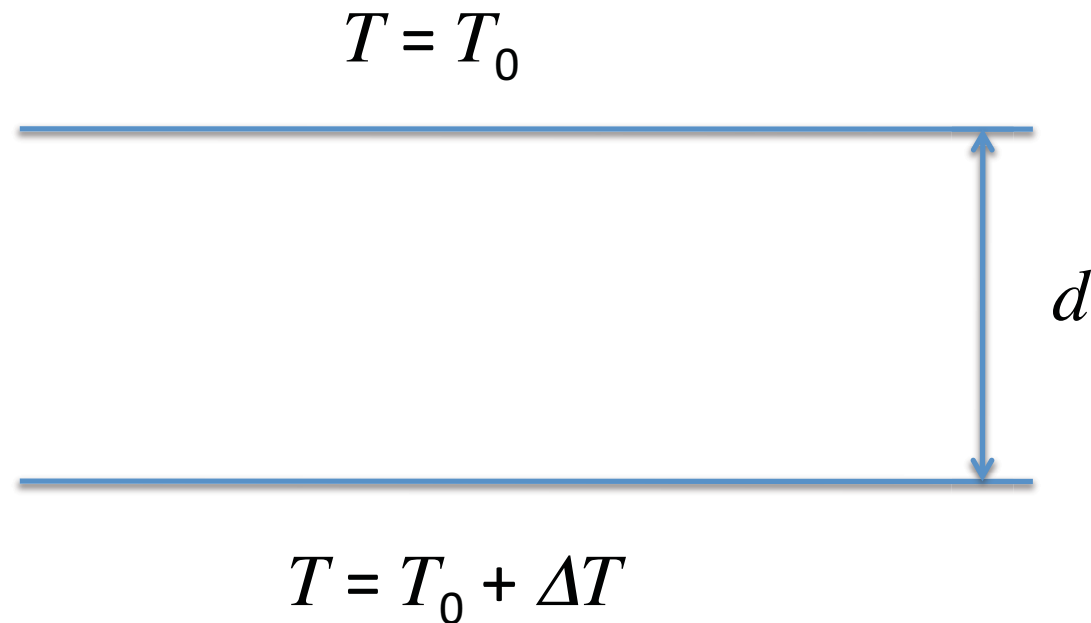 T = T₀
d
T = T₀ + ΔT